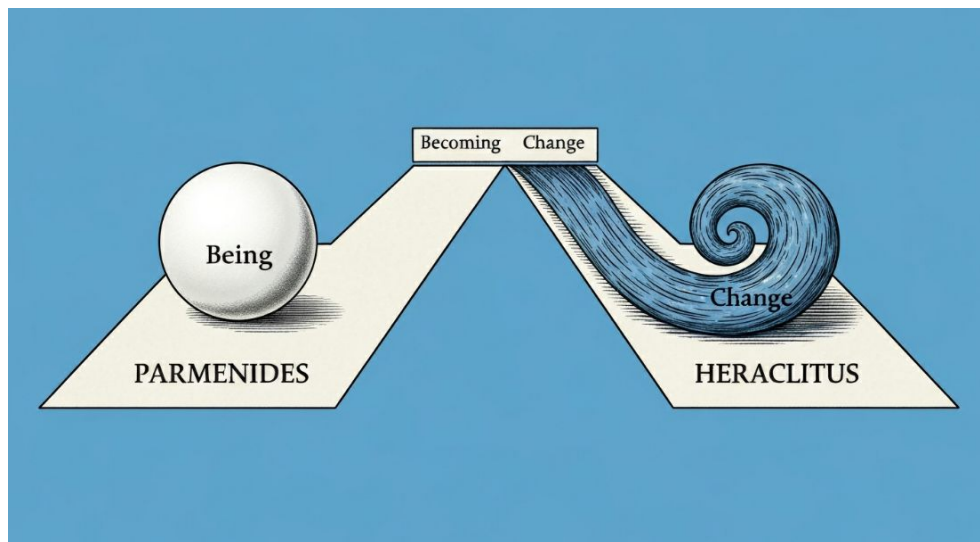 Becoming Change
Being
Change
PARMENIDES
HERACLITUS